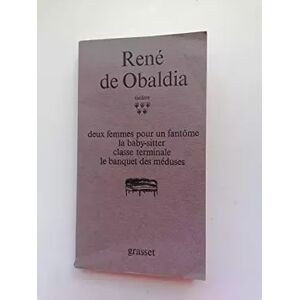 René
de Obaldia
théâtre
deux femmes pour un fantôme
la baby-sitter
classe terminale
le banquet des méduses
grasset